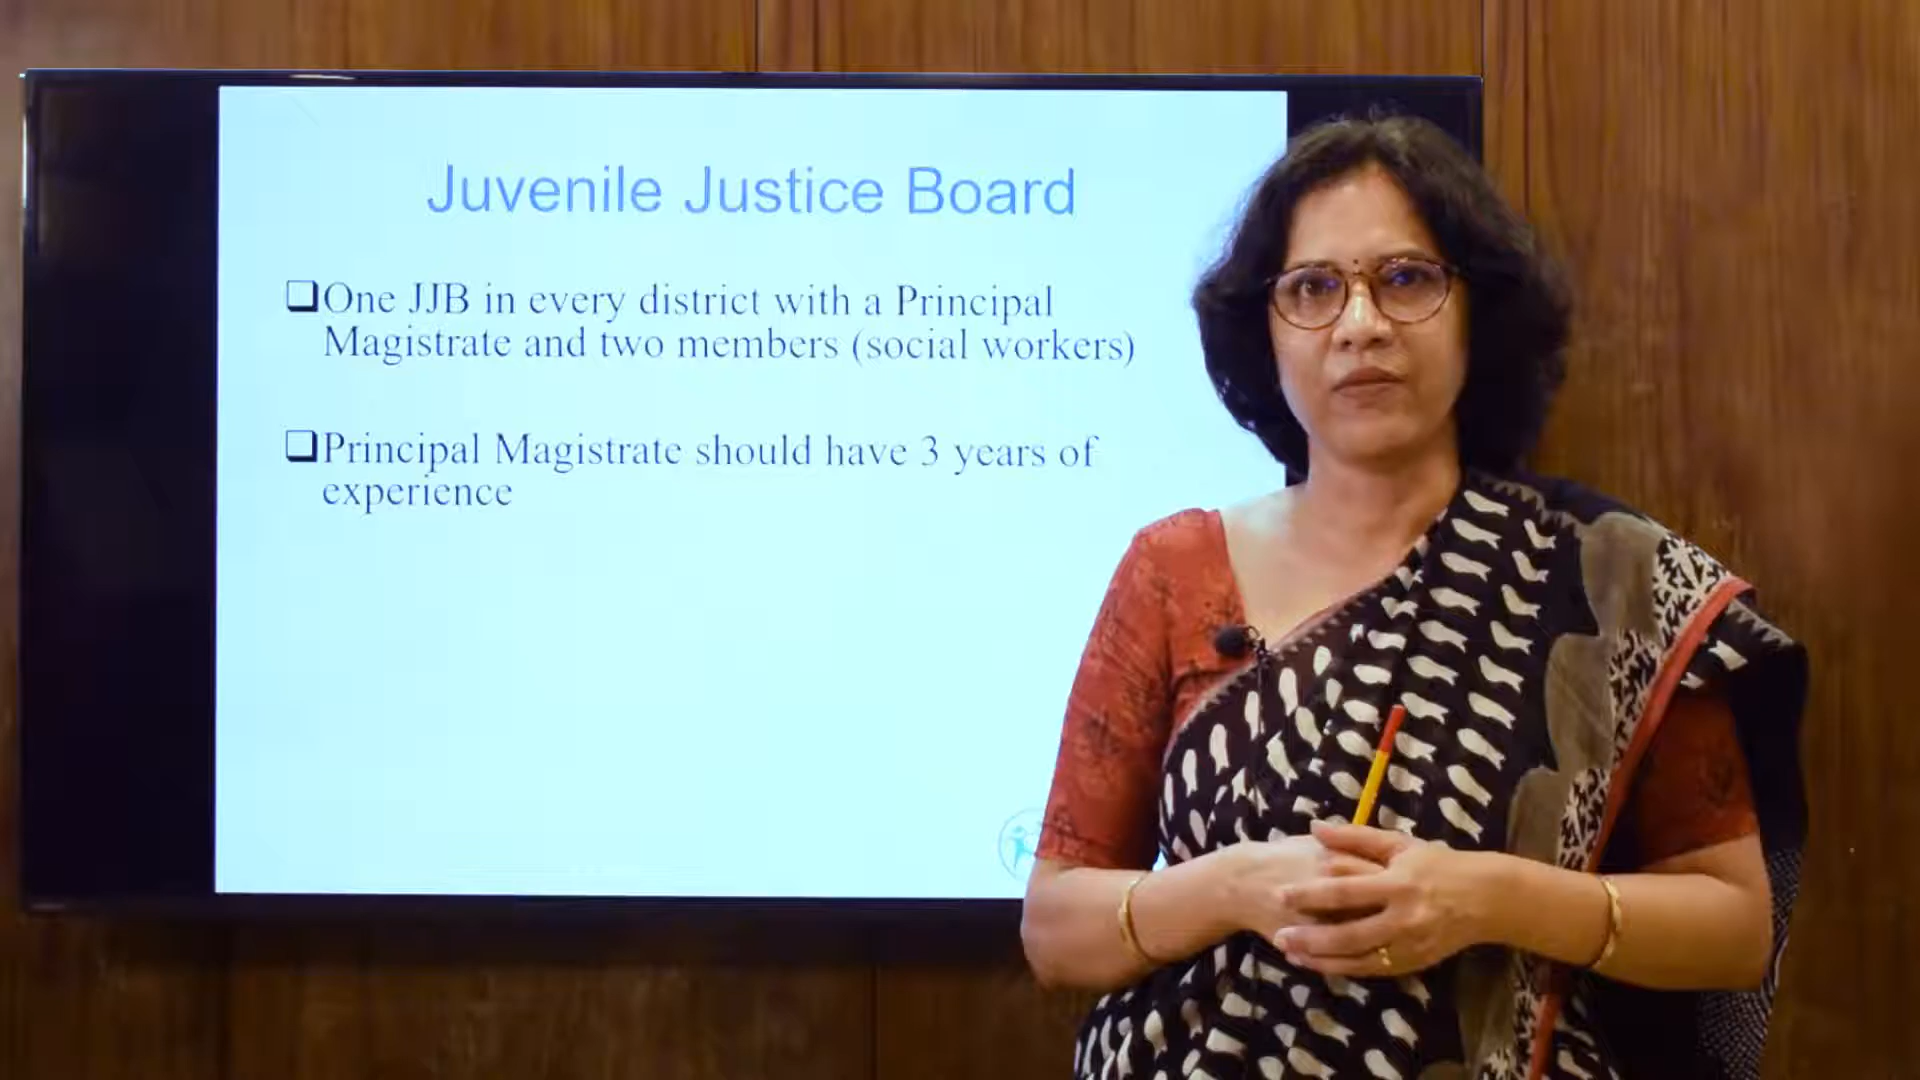 Juvenile Justice Board
❑One JJB in every district with a Principal
Magistrate and two members (social workers)
❑Principal Magistrate should have 3 years of
experience